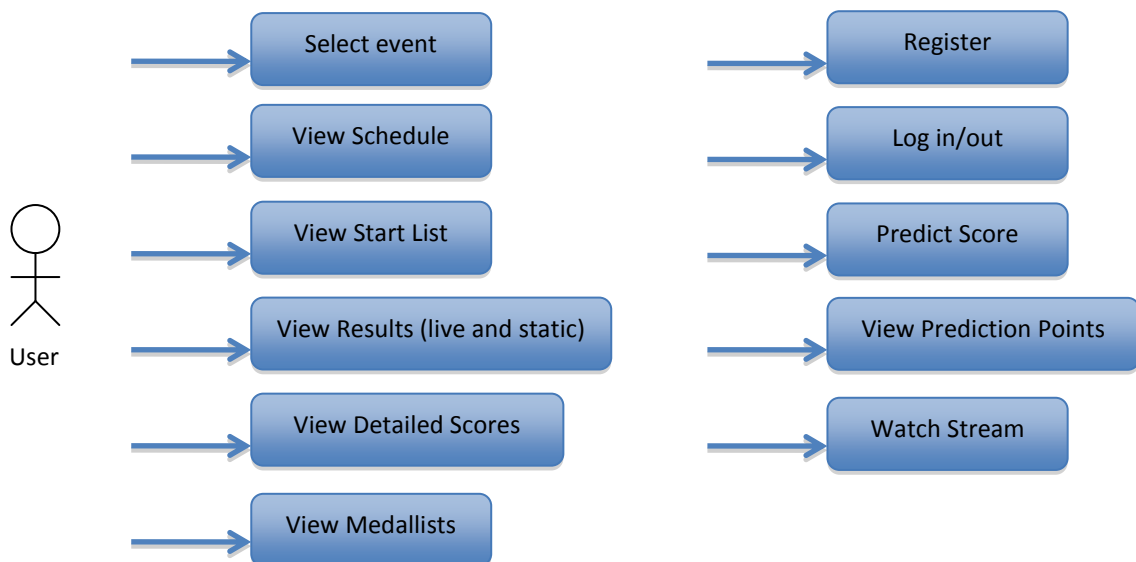 Select event
View Schedule
View Start List
View Results (live and static)
View Detailed Scores
View Medallists
User
Register
Log in/out
Predict Score
View Prediction Points
Watch Stream